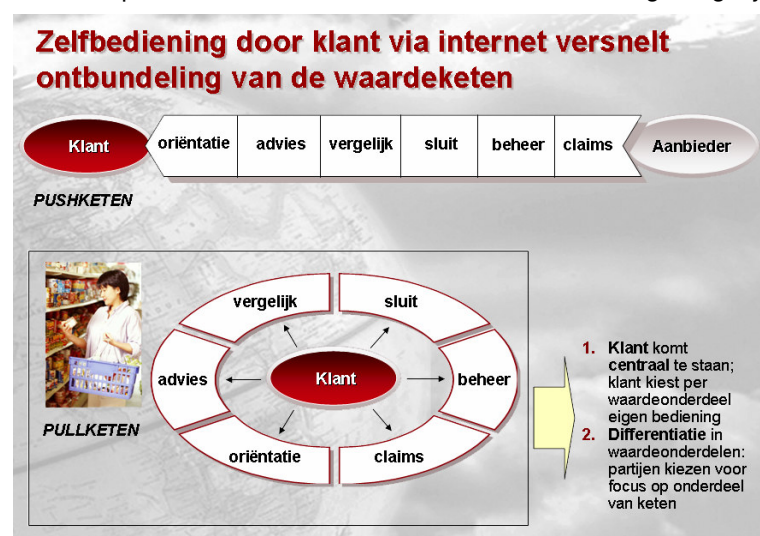 Zelfbediening door klant via internet versnelt
ontbundeling van de waardeketen
Klant
oriëntatie
advies
vergelijk
sluit
beheer
claims
Aanbieder
PUSHKETEN
vergelijk
sluit
advies
Klant
beheer
PULLKETEN
oriëntatie
claims
1. Klant komt
centraal te staan;
klant kiest per
waardeonderdeel
eigen bediening
2. Differentiatie in
waardeonderdelen:
partijen kiezen voor
focus op onderdeel
van keten